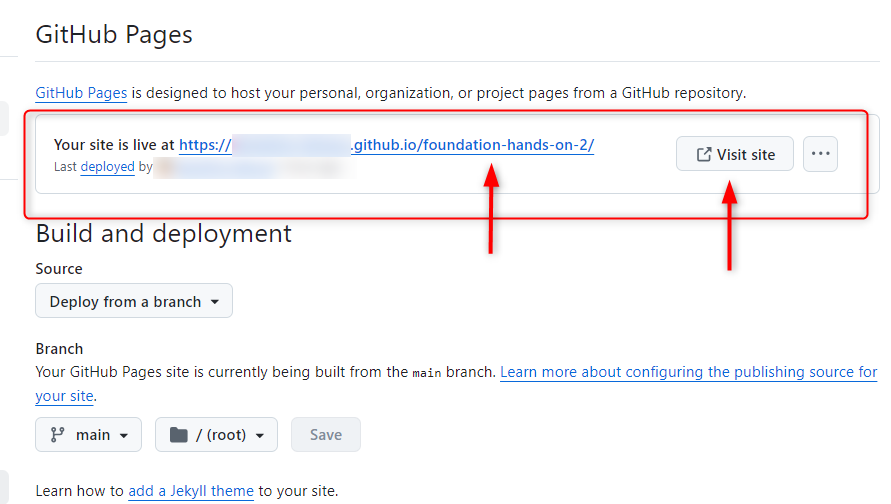 GitHub Pages
GitHub Pages is designed to host your personal, organization, or project pages from a GitHub repository.
Your site is live at https:// .github.io/foundation-hands-on-2/
Visit site
Last deployed by
Build and deployment
Source
Deploy from a branch
Branch
Your GitHub Pages site is currently being built from the main branch. Learn more about configuring the publishing source for
your site.
main
/ (root)
Save
Learn how to add a Jekyll theme to your site.